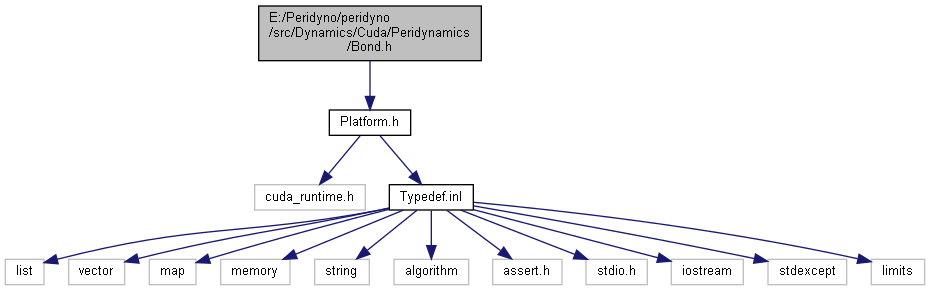 E:/Peridyno/peridyno
/src/Dynamics/Cuda/Peridynamics
/Bond.h
Platform.h
cuda_runtime.h
Typedef.inl
list
vector
map
memory
string
algorithm
assert.h
stdio.h
iostream
stdexcept
limits